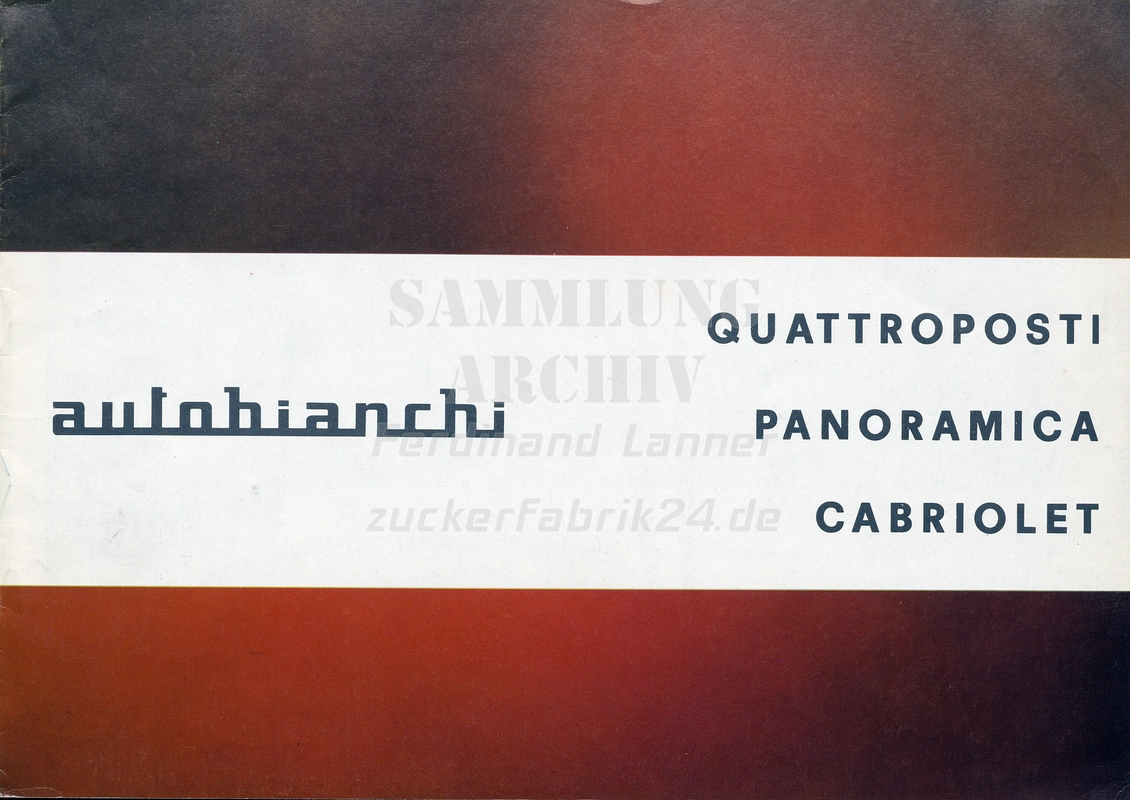 SAMMLUNG
ARCHIV
Ferdinand Lanner
zuckerfabrik24.de
autobianchi
QUATTROPOSTI
PANORAMICA
CABRIOLET